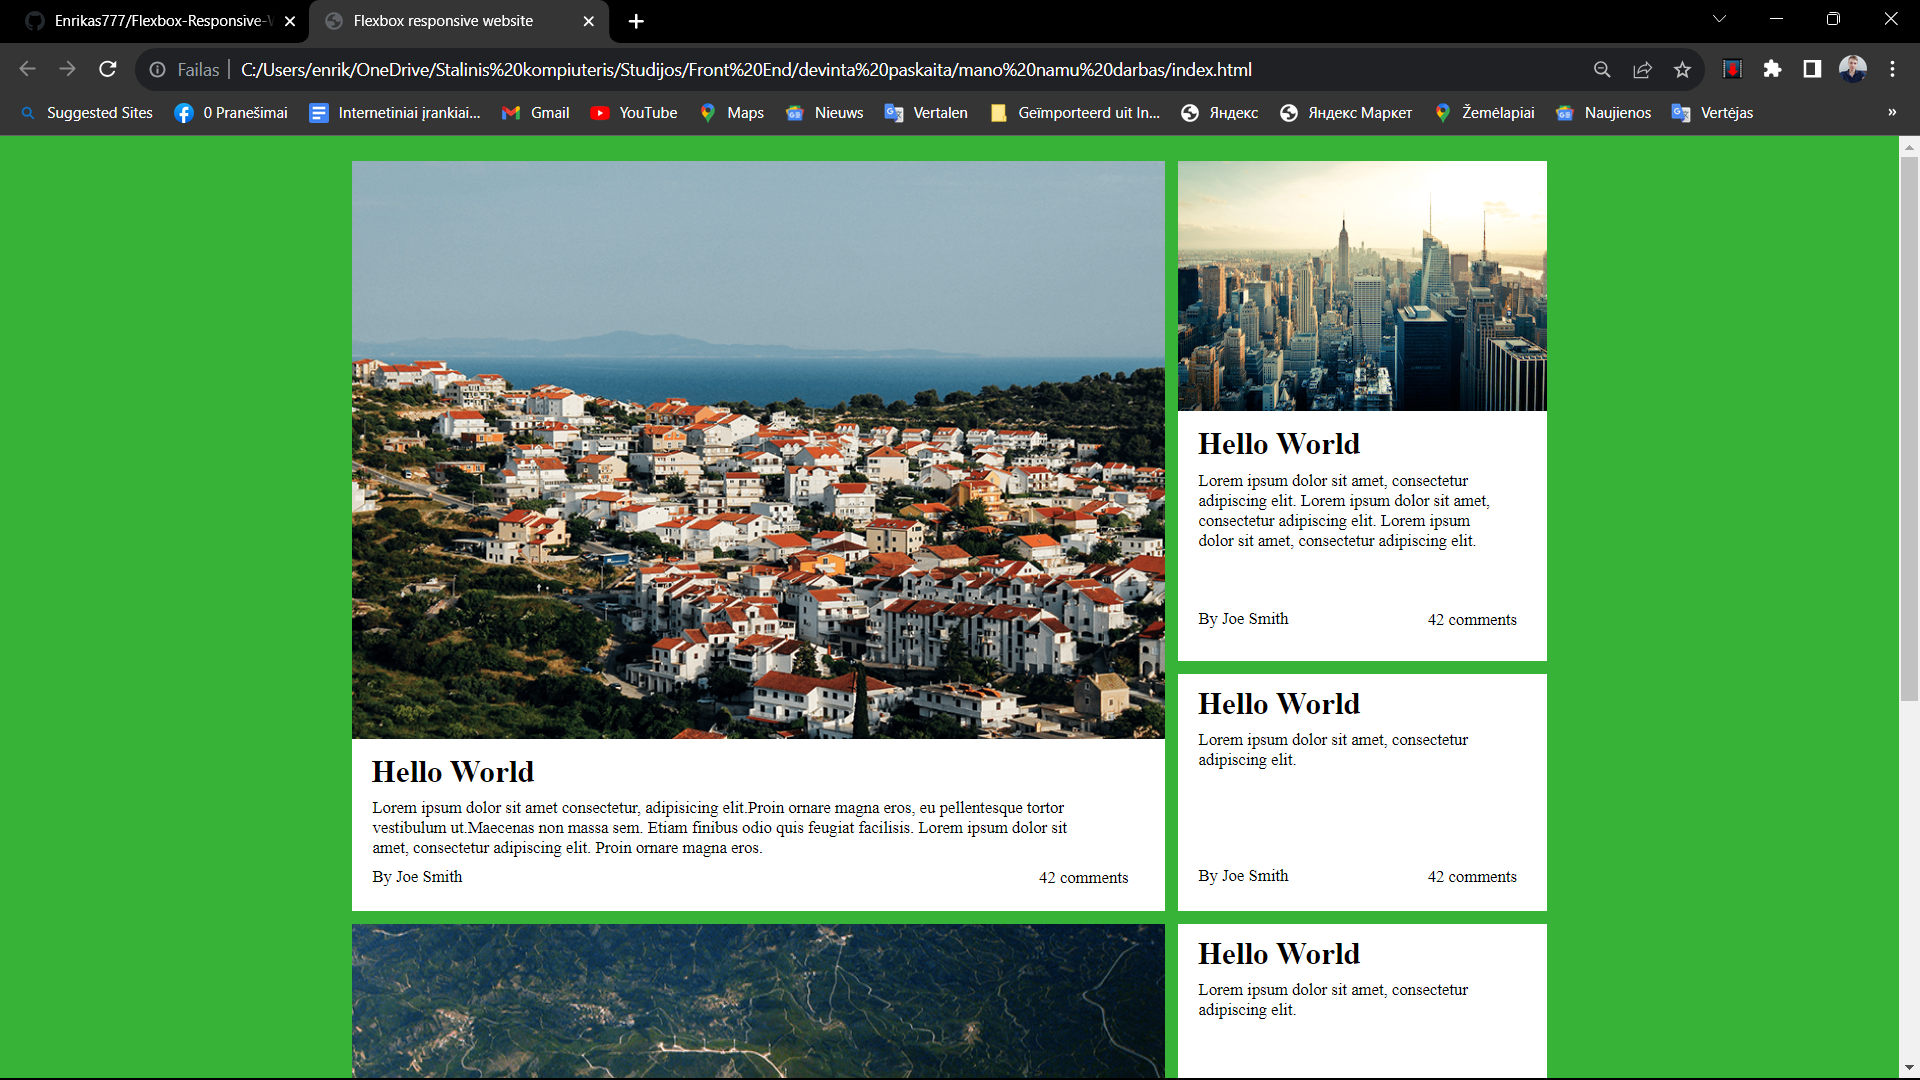 Enrikas777/Flexbox-Responsive-
Flexbox responsive website
Failas
C:/Users/enrik/OneDrive/Stalinis%20kompiuteris/Studijos/Front%20End/devinta%20paskaita/mano%20namu%20darbas/index.html
Suggested Sites
0 Pranešimai
Internetiniai įrankiai...
Gmail
YouTube
Maps
Nieuws
Vertalen
Geïmporteerd uit In...
Яндекс
Яндекс Маркет
Žemėlapiai
Naujienos
Vertėjas
»
Hello World
Lorem ipsum dolor sit amet consectetur, adipisicing elit.Proin ornare magna eros, eu pellentesque tortor
vestibulum ut.Maecenas non massa sem. Etiam finibus odio quis feugiat facilisis. Lorem ipsum dolor sit
amet, consectetur adipiscing elit. Proin ornare magna eros.
By Joe Smith
42 comments
Hello World
Lorem ipsum dolor sit amet, consectetur
adipiscing elit. Lorem ipsum dolor sit amet,
consectetur adipiscing elit. Lorem ipsum
dolor sit amet, consectetur adipiscing elit.
By Joe Smith
42 comments
Hello World
Lorem ipsum dolor sit amet, consectetur
adipiscing elit.
By Joe Smith
42 comments
Hello World
Lorem ipsum dolor sit amet, consectetur
adipiscing elit.